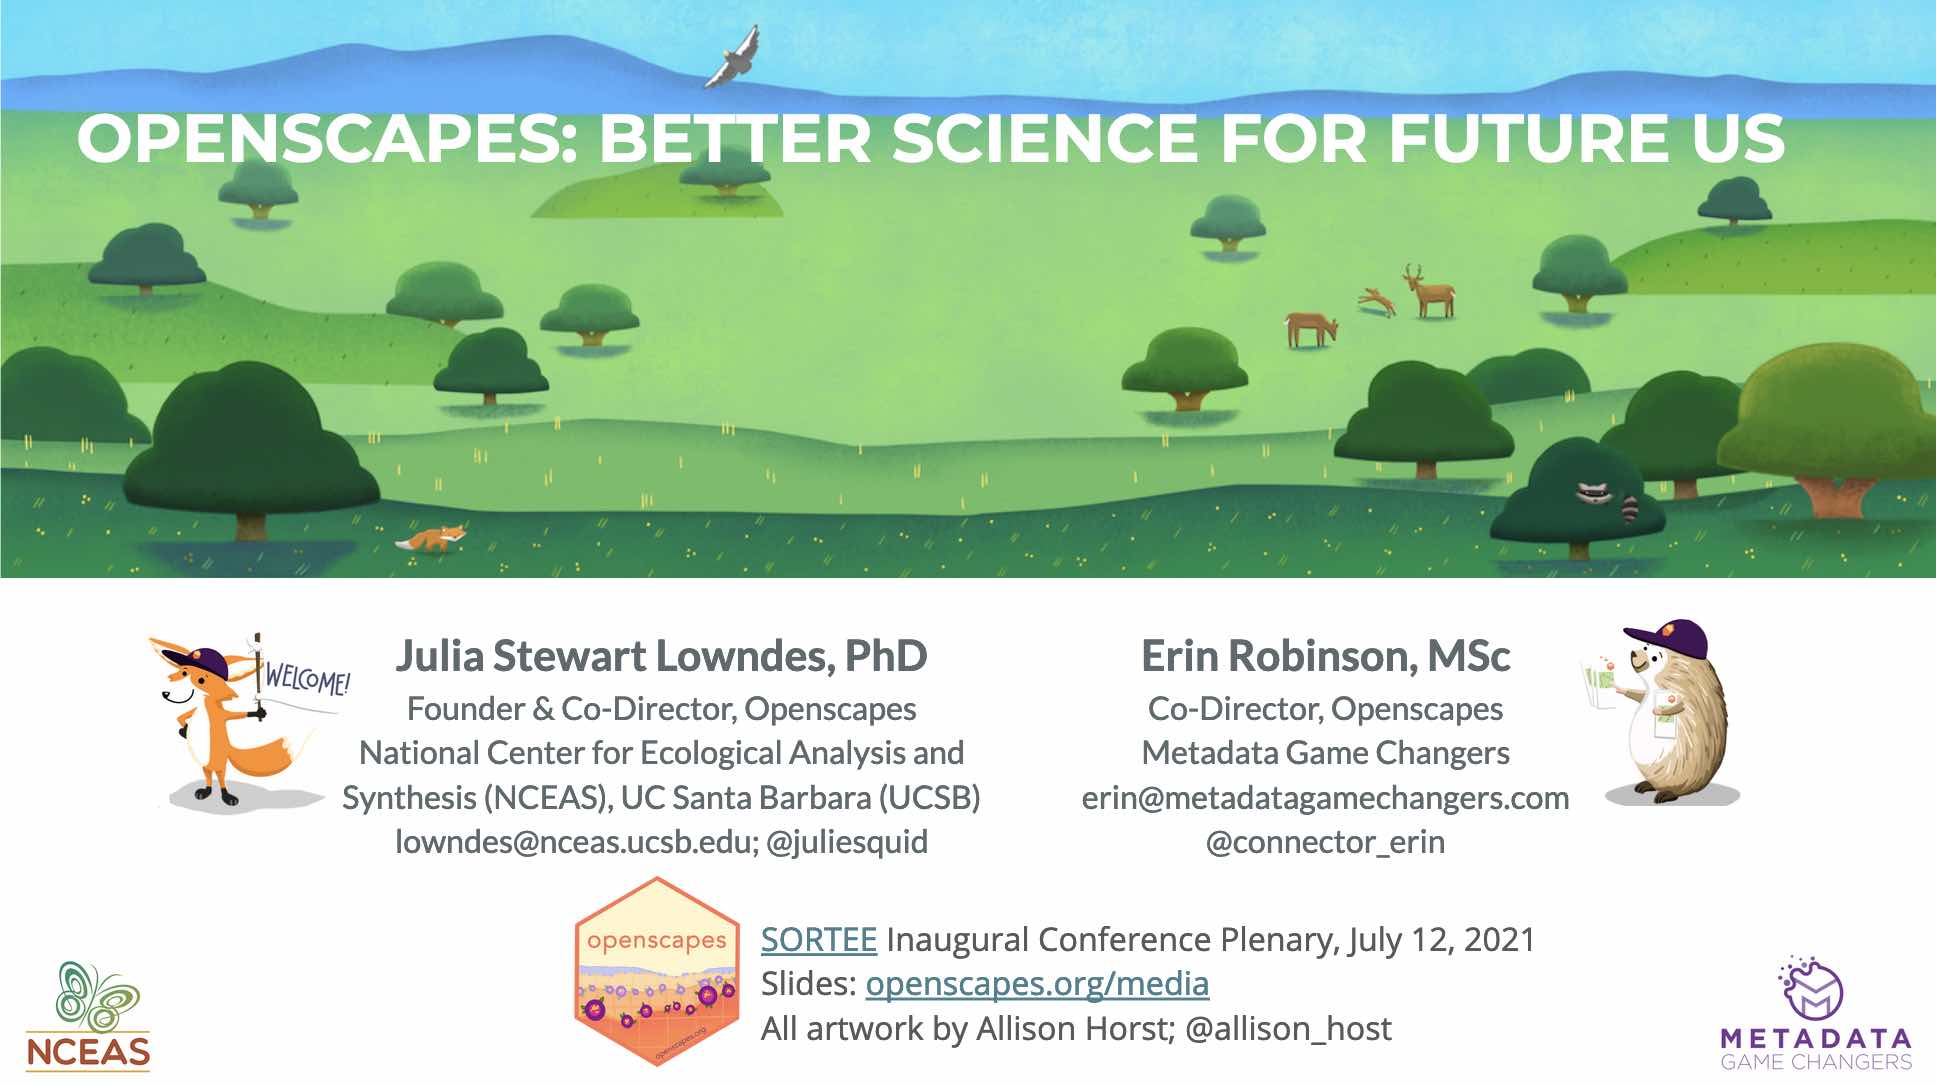 OPENSCAPES: BETTER SCIENCE FOR FUTURE US
WELCOME!
Julia Stewart Lowndes, PhD
Founder & Co-Director, Openscapes
National Center for Ecological Analysis and
Synthesis (NCEAS), UC Santa Barbara (UCSB)
lowndes@nceas.ucsb.edu; @juliesquid
Erin Robinson, MSc
Co-Director, Openscapes
Metadata Game Changers
erin@metadatagamechangers.com
@connector_erin
openscapes
openscapes.org
SORTEE Inaugural Conference Plenary, July 12, 2021
Slides: openscapes.org/media
All artwork by Allison Horst; @allison_host
NCEAS
METADATA
GAME CHANGERS